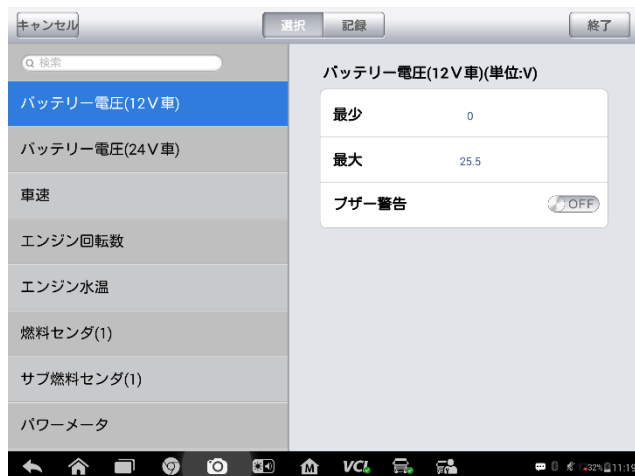 キャンセル
選択
記録
終了
検索
バッテリー電圧(12V車)
バッテリー電圧(24V車)
車速
エンジン回転数
エンジン水温
燃料センダ(1)
サブ燃料センダ(1)
パワーメータ
バッテリー電圧(12V車)(単位:V)
最少 0
最大 25.5
ブザー警告 OFF
M VCI 32% 11:19